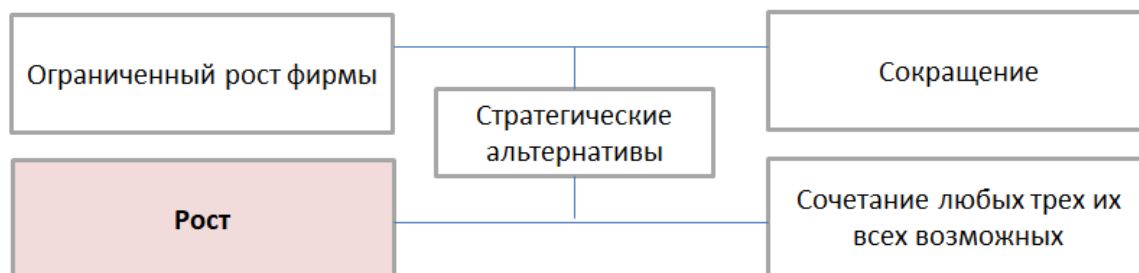 Ограниченный рост фирмы
Сокращение
Стратегические
альтернативы
Рост
Сочетание любых трех их
всех возможных